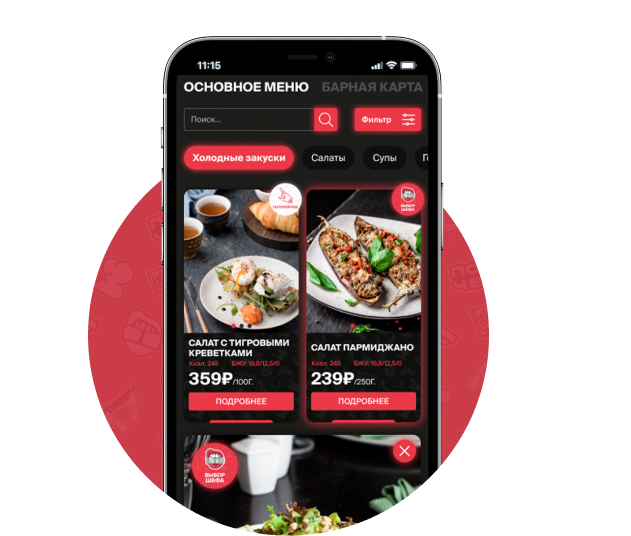 11:15
ОСНОВНОЕ МЕНЮ БАРНАЯ КАРТА
Поиск...
Фильтр
Холодные закуски
Салаты
Супы
ВЫБОР
ШЕФА
САЛАТ С ТИГРОВЫМИ
КРЕВЕТКАМИ
Ккал: 245 БЖУ: 19,8/12,5/0
359₽/100Г.
ПОДРОБНЕЕ
САЛАТ ПАРМИДЖАНО
Ккал: 245 БЖУ: 19,8/12,5/0
239₽/250Г.
ПОДРОБНЕЕ
ВЫБОР
ШЕФА